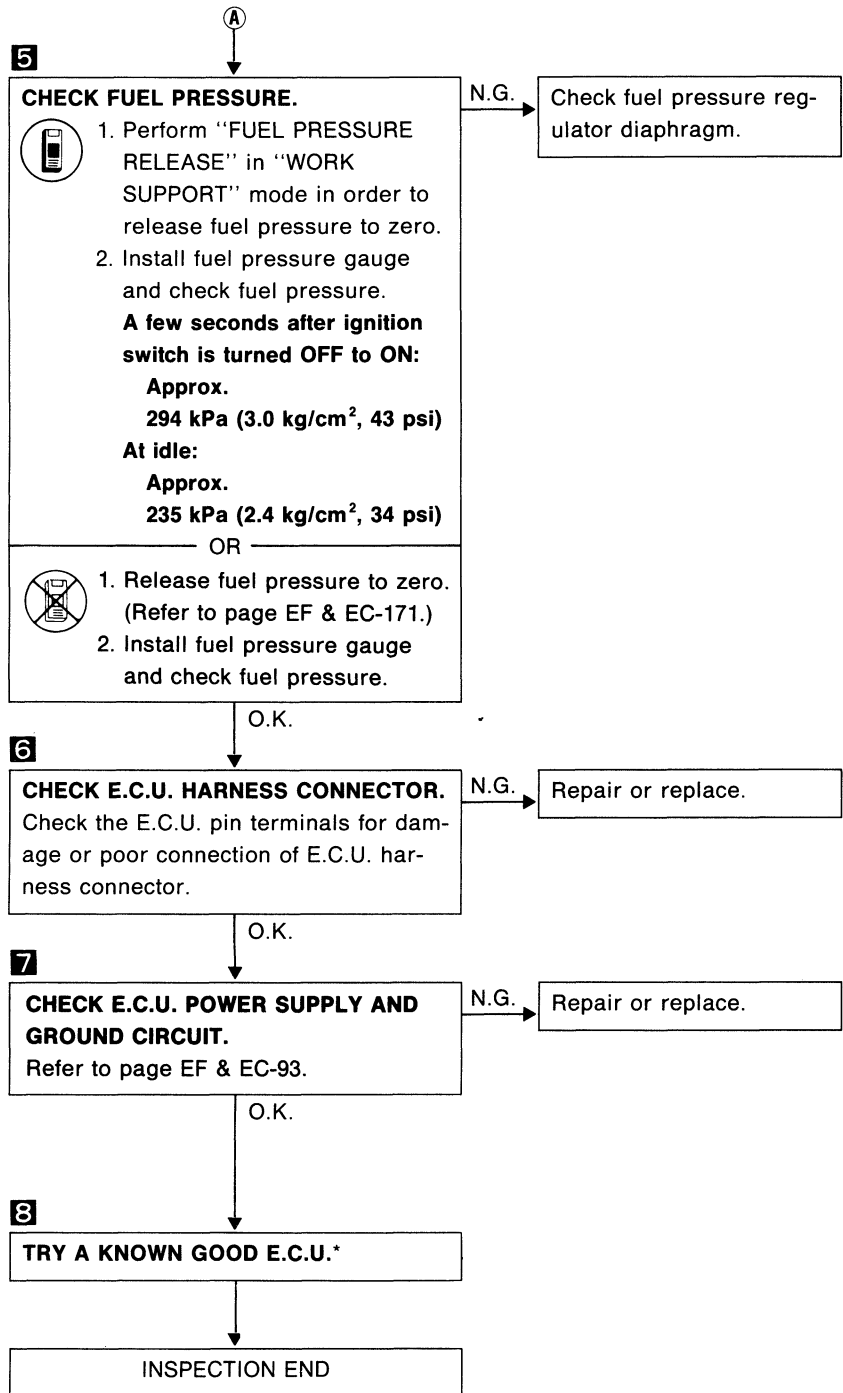 A
5
CHECK FUEL PRESSURE.
1. Perform "FUEL PRESSURE
RELEASE" in "WORK
SUPPORT" mode in order to
release fuel pressure to zero.
2. Install fuel pressure gauge
and check fuel pressure.
A few seconds after ignition
switch is turned OFF to ON:
Approx.
294 kPa (3.0 kg/cm², 43 psi)
At idle:
Approx.
235 kPa (2.4 kg/cm², 34 psi)
OR
1. Release fuel pressure to zero.
(Refer to page EF & EC-171.)
2. Install fuel pressure gauge
and check fuel pressure.
N.G.
Check fuel pressure reg-
ulator diaphragm.
O.K.
6
CHECK E.C.U. HARNESS CONNECTOR.
Check the E.C.U. pin terminals for dam-
age or poor connection of E.C.U. har-
ness connector.
N.G.
Repair or replace.
O.K.
7
CHECK E.C.U. POWER SUPPLY AND
GROUND CIRCUIT.
Refer to page EF & EC-93.
N.G.
Repair or replace.
O.K.
8
TRY A KNOWN GOOD E.C.U.*
INSPECTION END